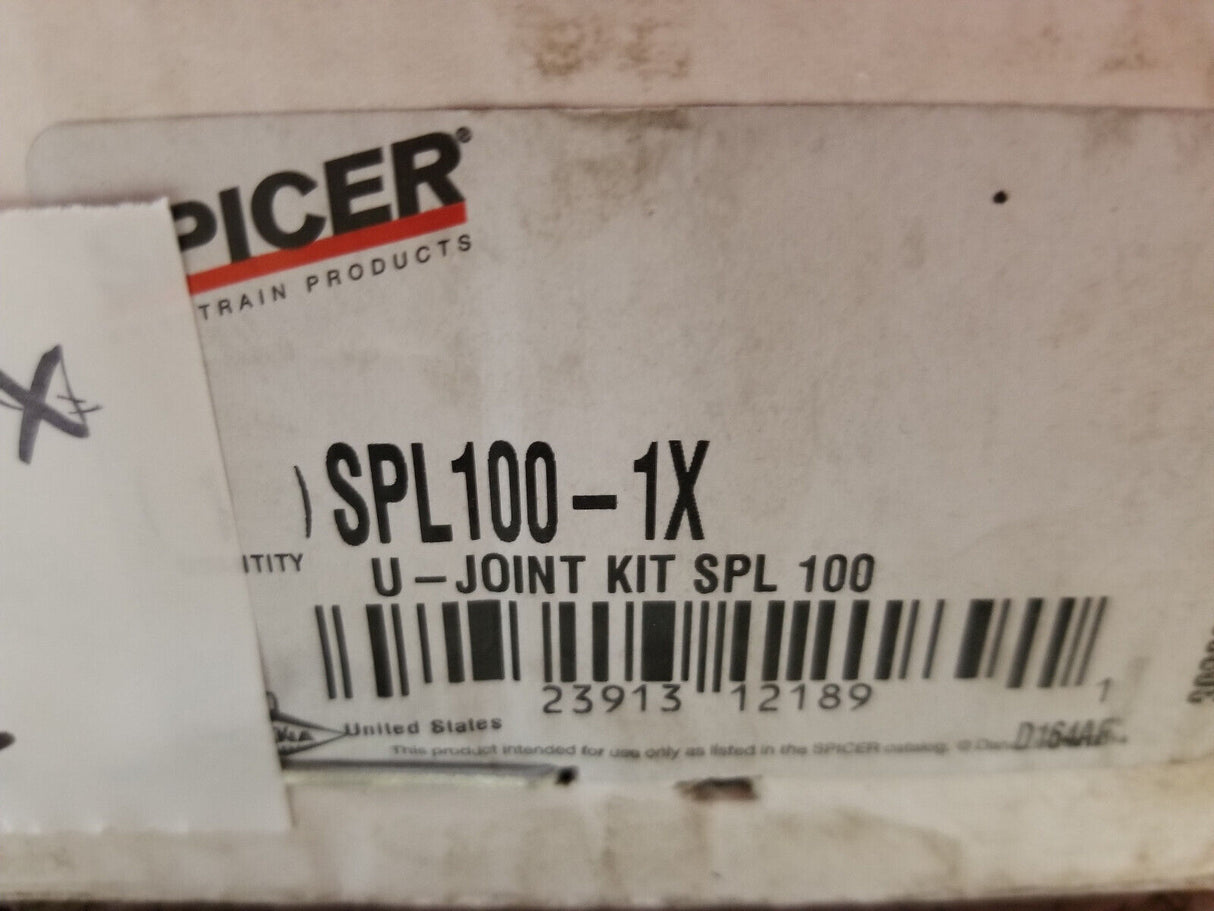 PICER®
TRAIN PRODUCTS
X
) SPL100-1X
TITY
U-JOINT KIT SPL 100
23913 12189 1
United States
This product intended for use only as listed in the SPICER catalog. ©